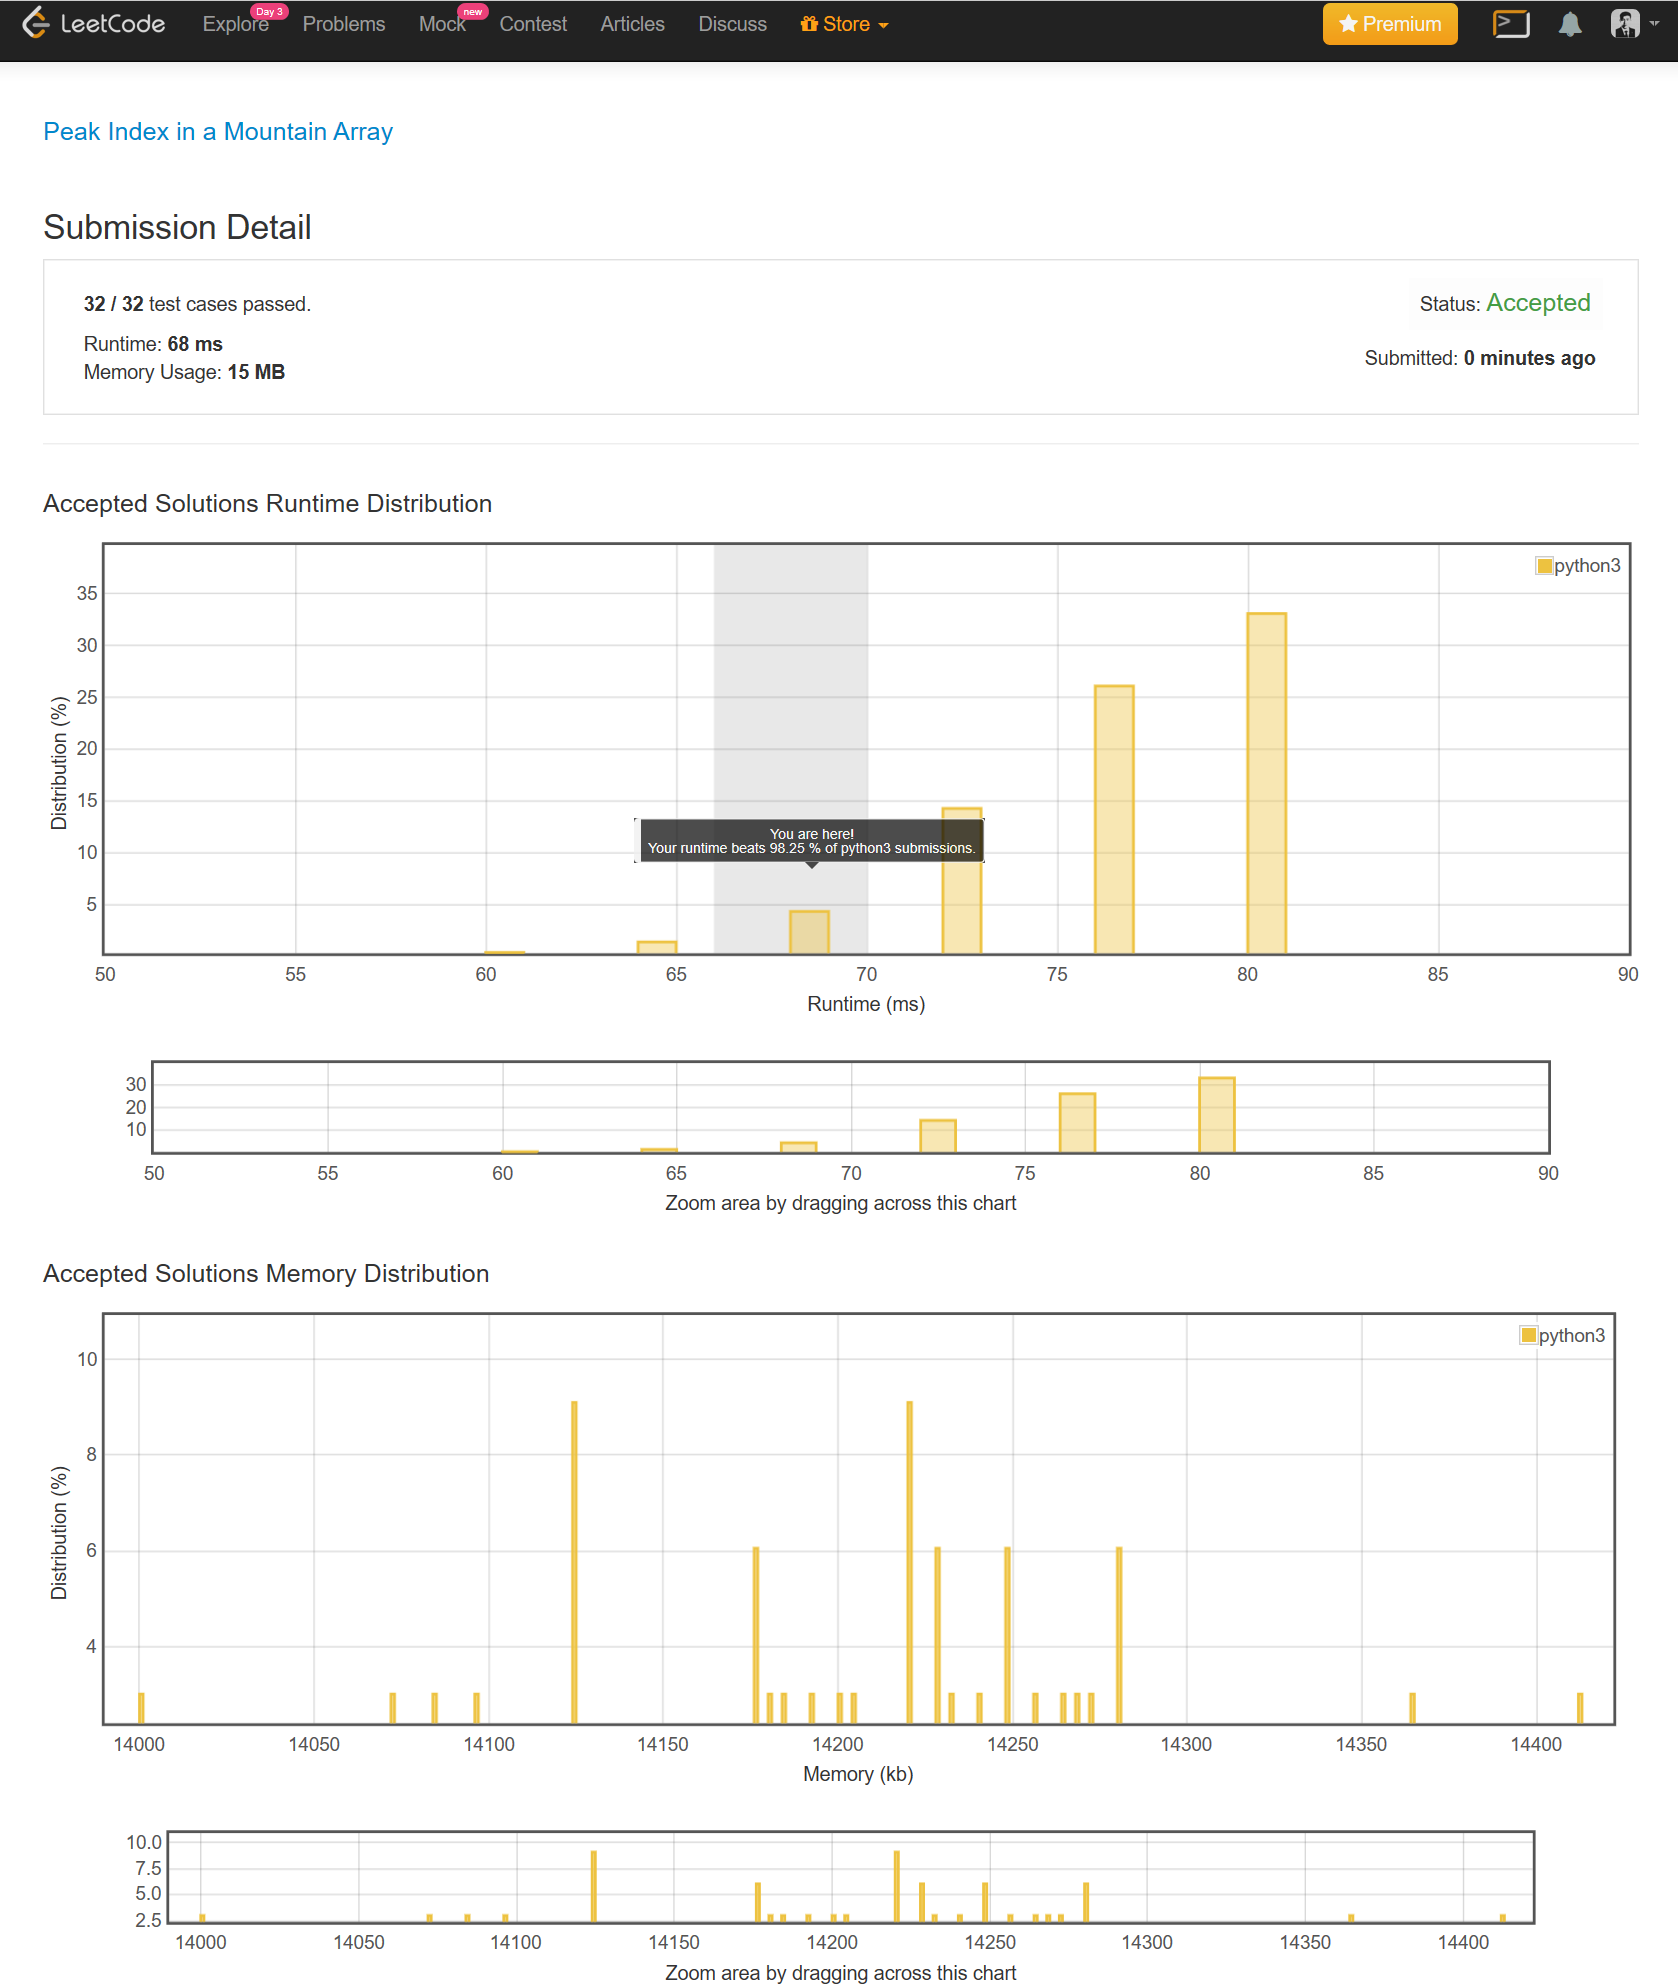 LeetCode Explore Day 3 Problems Mock new Contest Articles Discuss Store Premium
Peak Index in a Mountain Array
Submission Detail
32 / 32 test cases passed.
Status: Accepted
Runtime: 68 ms
Submitted: 0 minutes ago
Memory Usage: 15 MB
Accepted Solutions Runtime Distribution
python3
35
30
25
20
15
10
5
Distribution (%)
You are here!
Your runtime beats 98.25 % of python3 submissions.
50 55 60 65 70 75 80 85 90
Runtime (ms)
30
20
10
50 55 60 65 70 75 80 85 90
Zoom area by dragging across this chart
Accepted Solutions Memory Distribution
python3
10
8
6
4
Distribution (%)
14000 14050 14100 14150 14200 14250 14300 14350 14400
Memory (kb)
10.0
7.5
5.0
2.5
14000 14050 14100 14150 14200 14250 14300 14350 14400
Zoom area by dragging across this chart